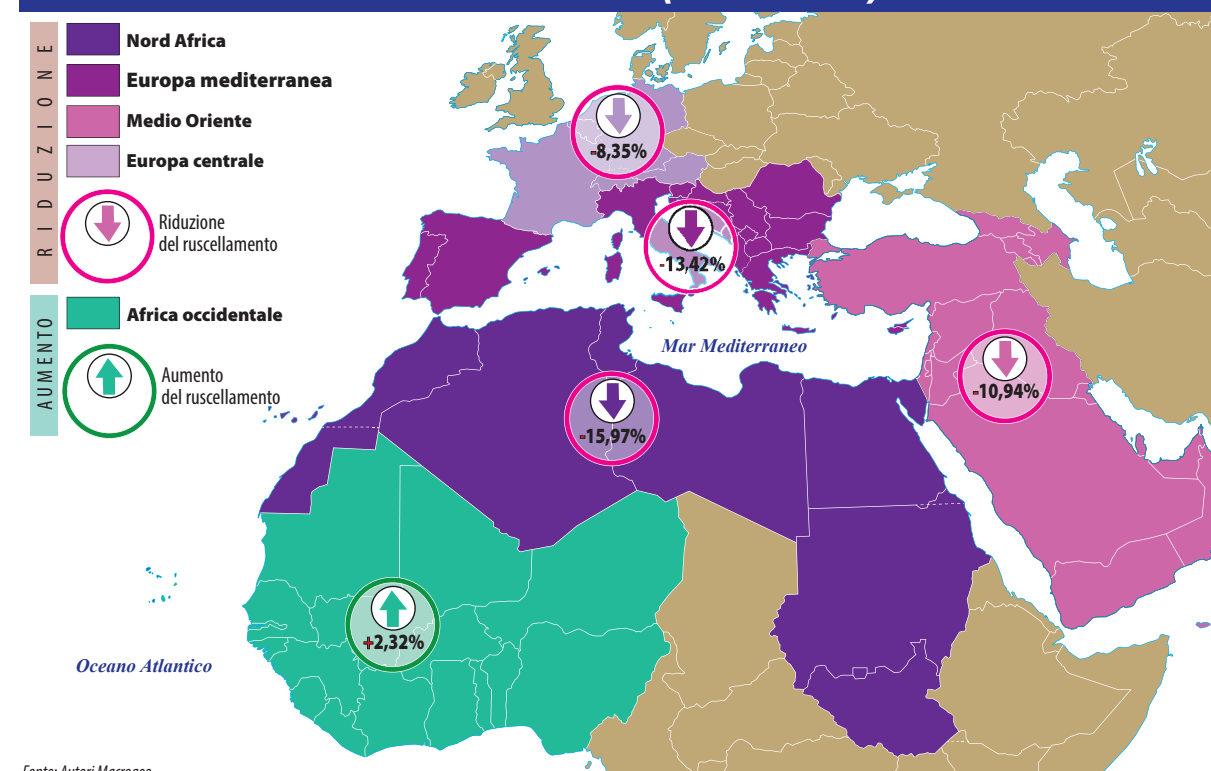 RIDUZIONE
Nord Africa
Europa mediterranea
Medio Oriente
Europa centrale
Riduzione
del ruscellamento
AUMENTO
Africa occidentale
Aumento
del ruscellamento
-8,35%
-13,42%
Mar Mediterraneo
-10,94%
-15,97%
+2,32%
Oceano Atlantico